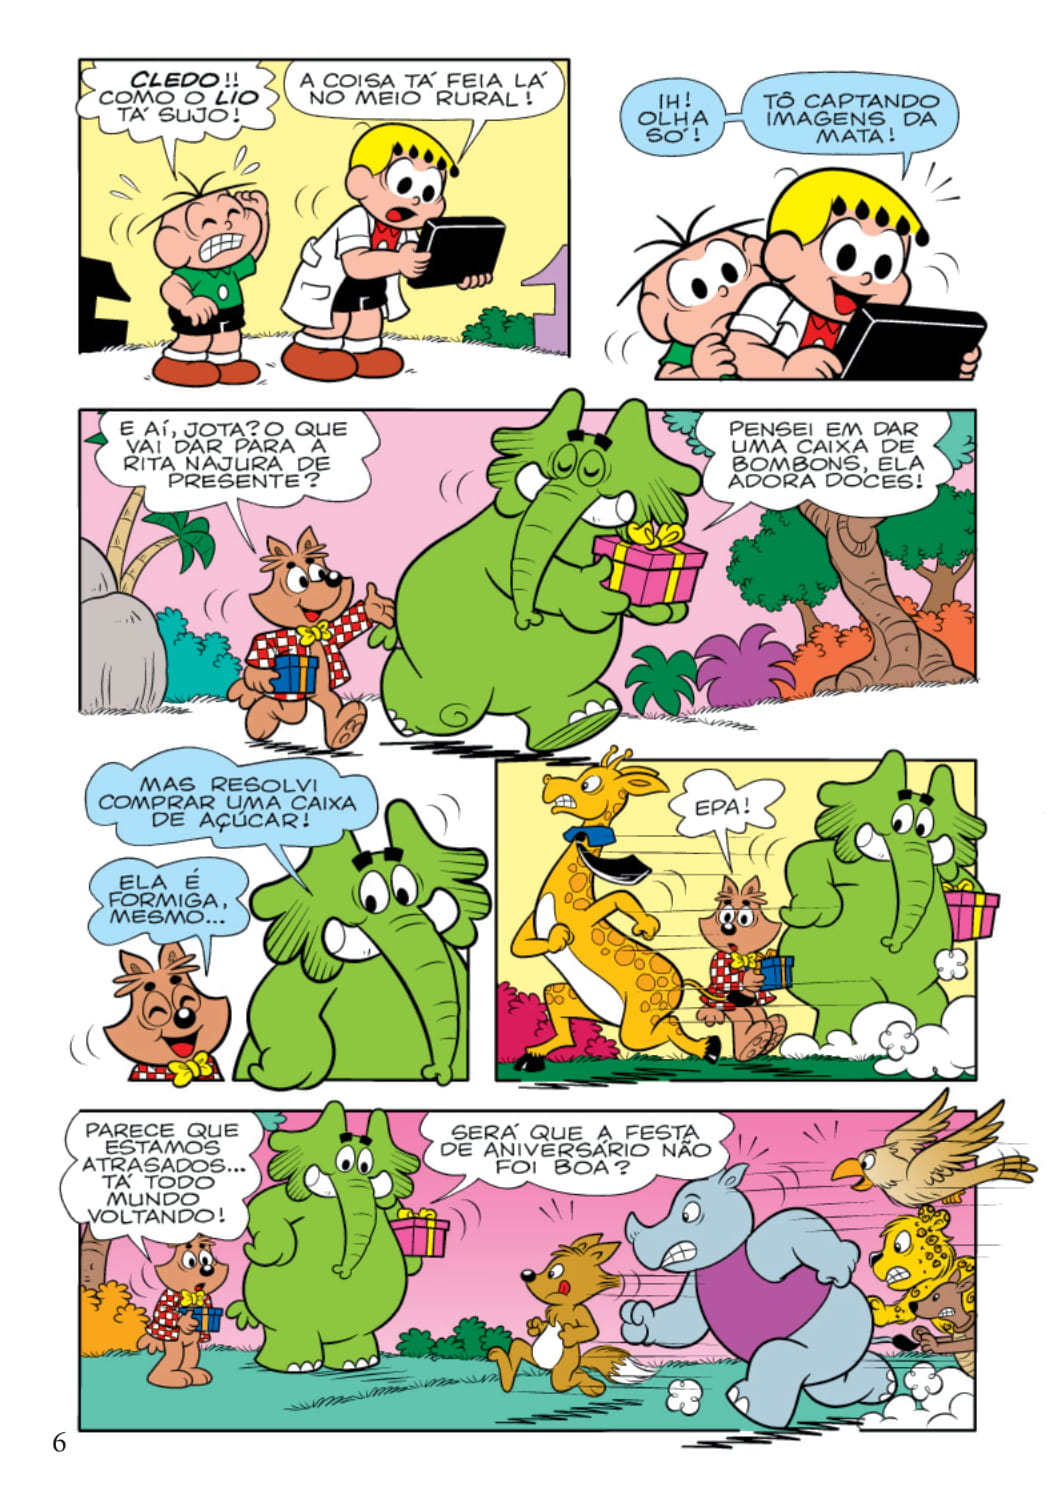 CLEDO!!
COMO O LIO
TÁ SUJO!
A COISA TÁ FEIA LÁ
NO MEIO RURAL!
IH!
OLHA
SÓ!
TÔ CAPTANDO
IMAGENS DA
MATA!
E AÍ, JOTA? O QUE
VAI DAR PARA A
RITA NAJURA DE
PRESENTE?
PENSEI EM DAR
UMA CAIXA DE
BOMBONS, ELA
ADORA DOCES!
MAS RESOLVI
COMPRAR UMA CAIXA
DE AÇÚCAR!
ELA É
FORMIGA,
MESMO...
EPA!
PARECE QUE
ESTAMOS
ATRASADOS...
TÁ TODO
MUNDO
VOLTANDO!
SERÁ QUE A FESTA
DE ANIVERSÁRIO NÃO
FOI BOA?
6